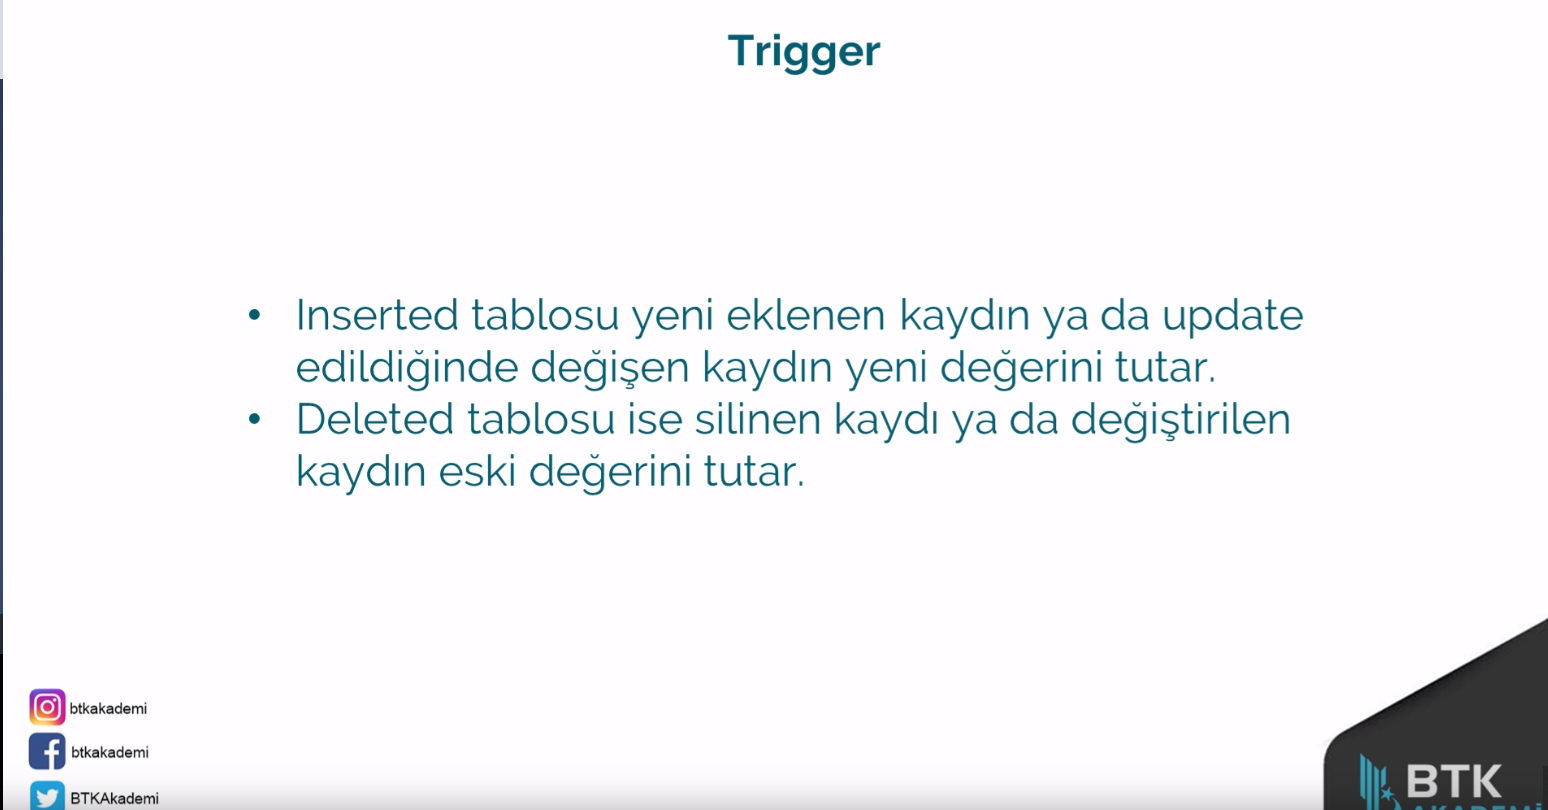 Trigger
• Inserted tablosu yeni eklenen kaydın ya da update
edildiğinde değişen kaydın yeni değerini tutar.
• Deleted tablosu ise silinen kaydı ya da değiştirilen
kaydın eski değerini tutar.
btkakademi
btkakademi
BTKAkademi
BTK
AKADEMİ